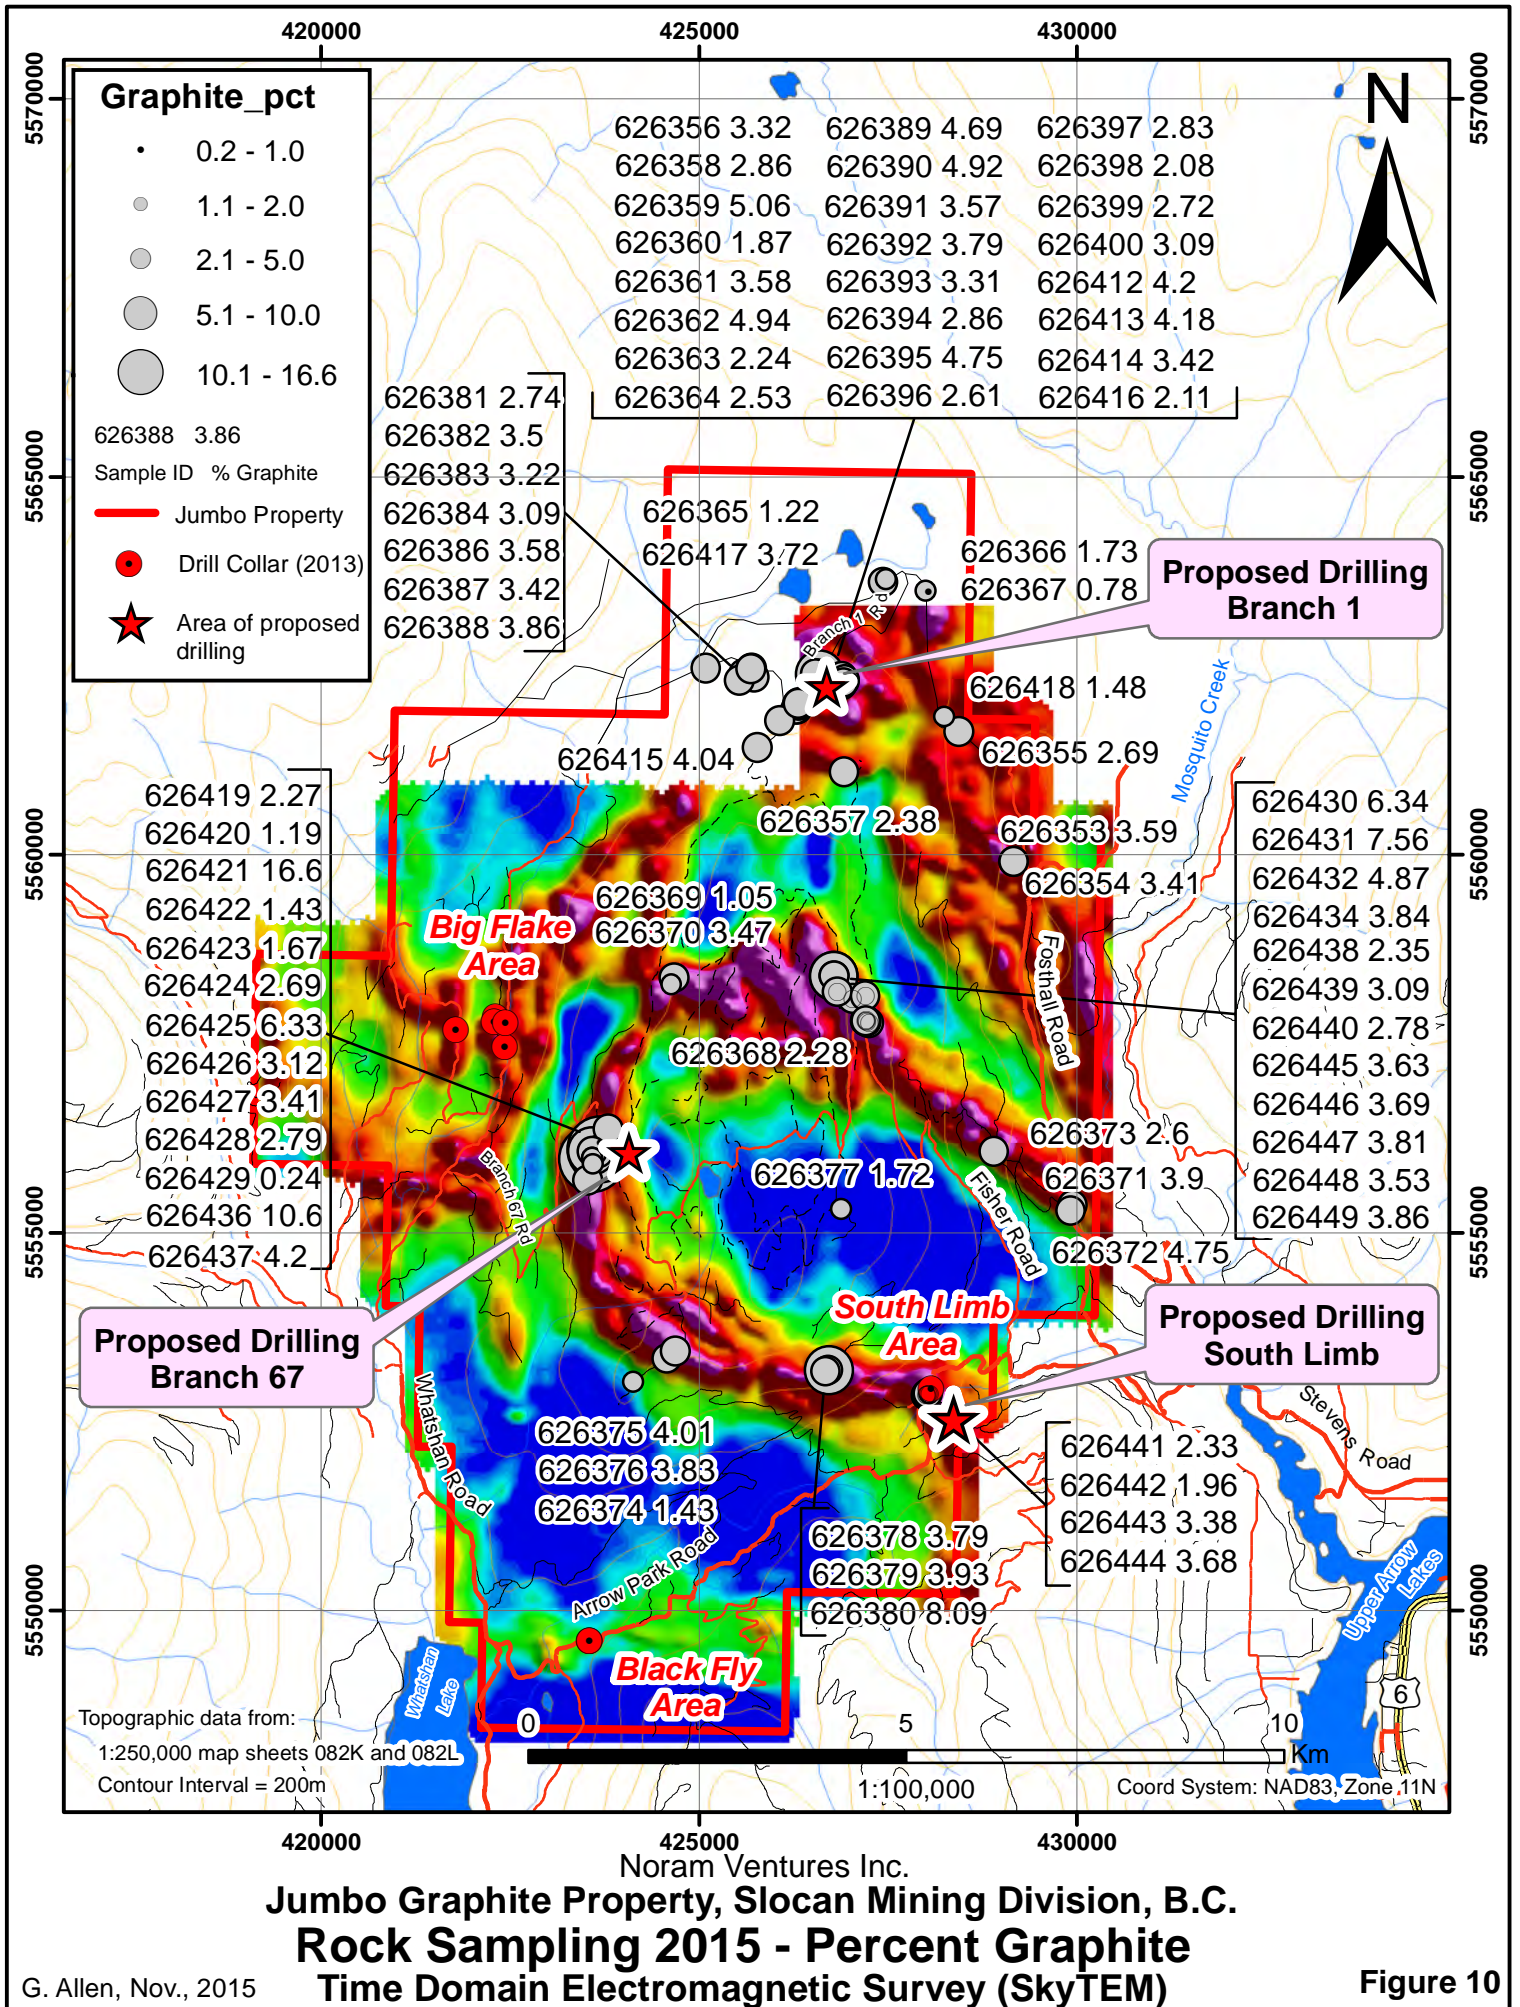 420000
425000
430000
5570000
5565000
5560000
5555000
5550000
5570000
5565000
5560000
5555000
5550000
Graphite_pct
0.2 - 1.0
1.1 - 2.0
2.1 - 5.0
5.1 - 10.0
10.1 - 16.6
626388 3.86
Sample ID % Graphite
Jumbo Property
Drill Collar (2013)
Area of proposed
drilling
N
626356 3.32 626389 4.69 626397 2.83
626358 2.86 626390 4.92 626398 2.08
626359 5.06 626391 3.57 626399 2.72
626360 1.87 626392 3.79 626400 3.09
626361 3.58 626393 3.31 626412 4.2
626362 4.94 626394 2.86 626413 4.18
626363 2.24 626395 4.75 626414 3.42
626364 2.53 626396 2.61 626416 2.11
626381 2.74
626382 3.5
626383 3.22
626384 3.09
626386 3.58
626387 3.42
626388 3.86
626365 1.22
626417 3.72
626366 1.73
626367 0.78
Proposed Drilling
Branch 1
Branch 1 Rd
626418 1.48
626355 2.69
626415 4.04
Mosquito Creek
626357 2.38
626353 3.59
626354 3.41
626419 2.27
626420 1.19
626421 16.6
626422 1.43
626423 1.67
626424 2.69
626425 6.33
626426 3.12
626427 3.41
626428 2.79
626429 0.24
626436 10.6
626437 4.2
626430 6.34
626431 7.56
626432 4.87
626434 3.84
626438 2.35
626439 3.09
626440 2.78
626445 3.63
626446 3.69
626447 3.81
626448 3.53
626449 3.86
626369 1.05
626370 3.47
Big Flake
Area
Fosthall Road
626368 2.28
626373 2.6
626371 3.9
626372 4.75
626377 1.72
Fisher Road
Branch 67 Rd
Proposed Drilling
Branch 67
South Limb
Area
Proposed Drilling
South Limb
Whatshan Road
626375 4.01
626376 3.83
626374 1.43
626378 3.79
626379 3.93
626380 8.09
626441 2.33
626442 1.96
626443 3.38
626444 3.68
Stevens Road
Upper Arrow
Lakes
Arrow Park Road
Black Fly
Area
Whatshan
Lake
6
Topographic data from:
1:250,000 map sheets 082K and 082L
Contour Interval = 200m
0 5 10
Km
1:100,000
Coord System: NAD83, Zone 11N
420000
425000
430000
Noram Ventures Inc.
Jumbo Graphite Property, Slocan Mining Division, B.C.
Rock Sampling 2015 - Percent Graphite
Time Domain Electromagnetic Survey (SkyTEM)
G. Allen, Nov., 2015
Figure 10